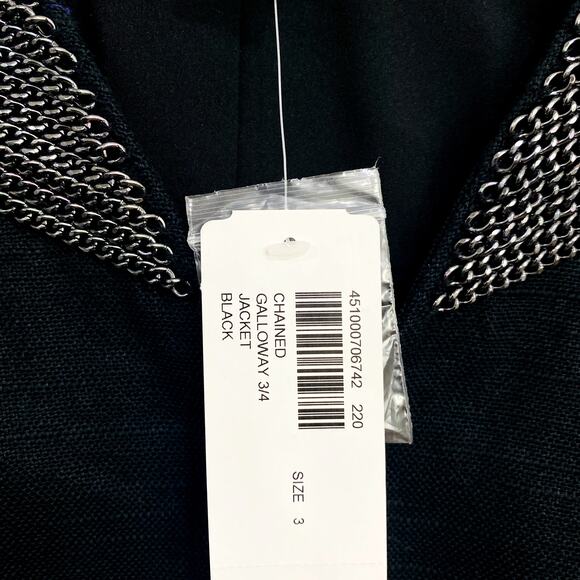 451000706742 220
CHAINED
GALLOWAY 3/4
JACKET
BLACK
SIZE 3